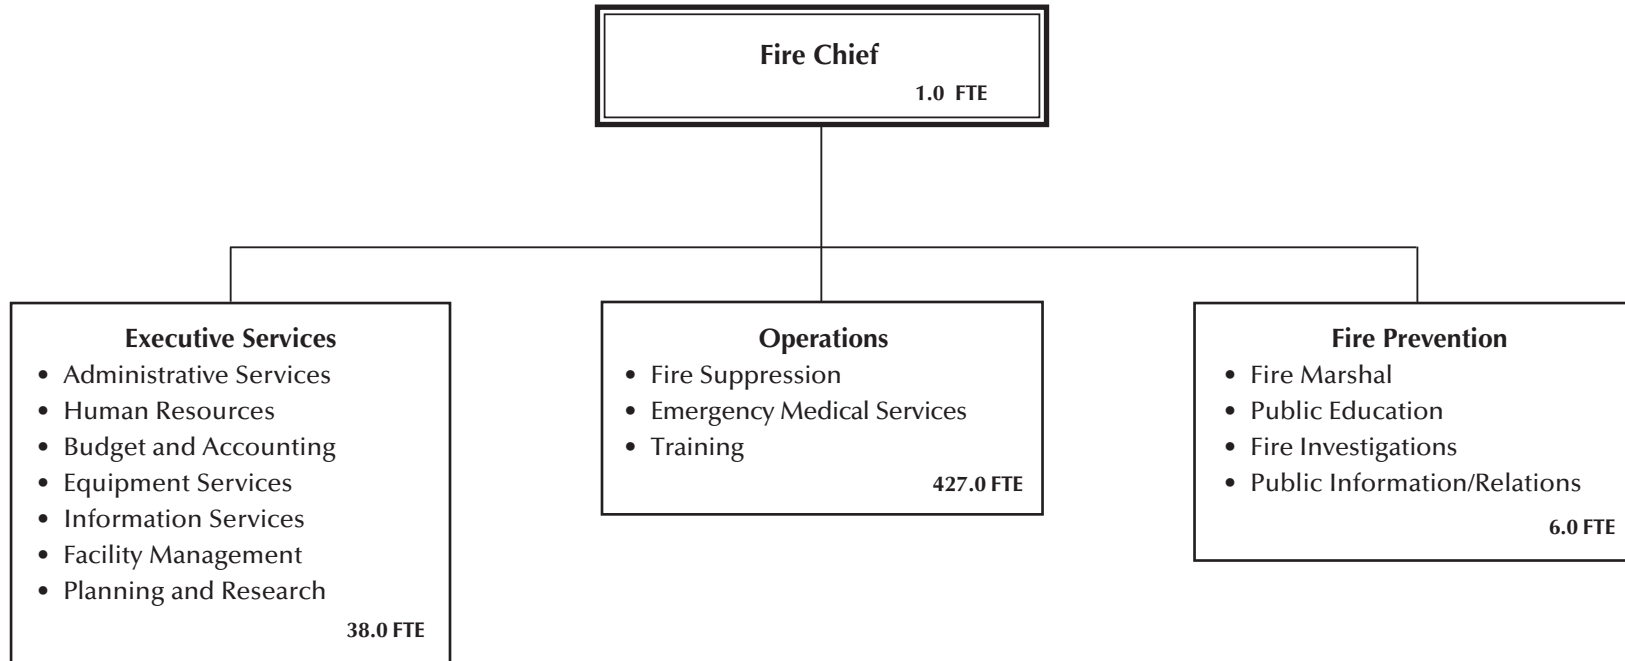 Fire Chief
1.0 FTE
Executive Services
• Administrative Services
• Human Resources
• Budget and Accounting
• Equipment Services
• Information Services
• Facility Management
• Planning and Research
38.0 FTE
Operations
• Fire Suppression
• Emergency Medical Services
• Training
427.0 FTE
Fire Prevention
• Fire Marshal
• Public Education
• Fire Investigations
• Public Information/Relations
6.0 FTE